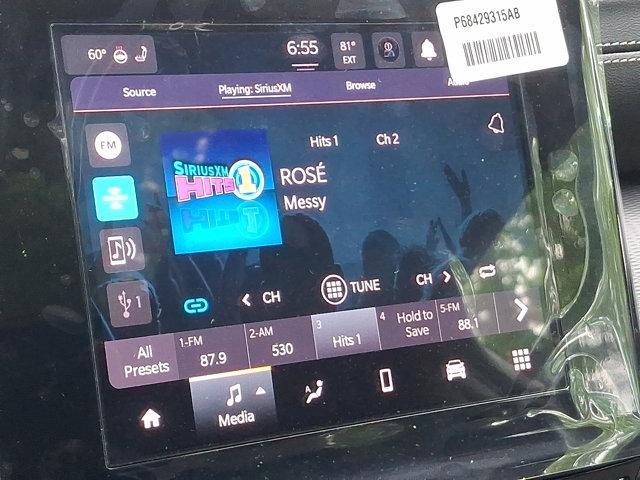 P68429315AB
60° 6:55 81° EXT
Source Playing: SiriusXM Browse
FM
Hits 1 Ch 2
SIRIUSXM
HITS 1
ROSÉ
Messy
1
< CH TUNE CH >
All Presets
1-FM 87.9
2-AM 530
3 Hits 1
4 Hold to Save
5-FM 88.1
Media